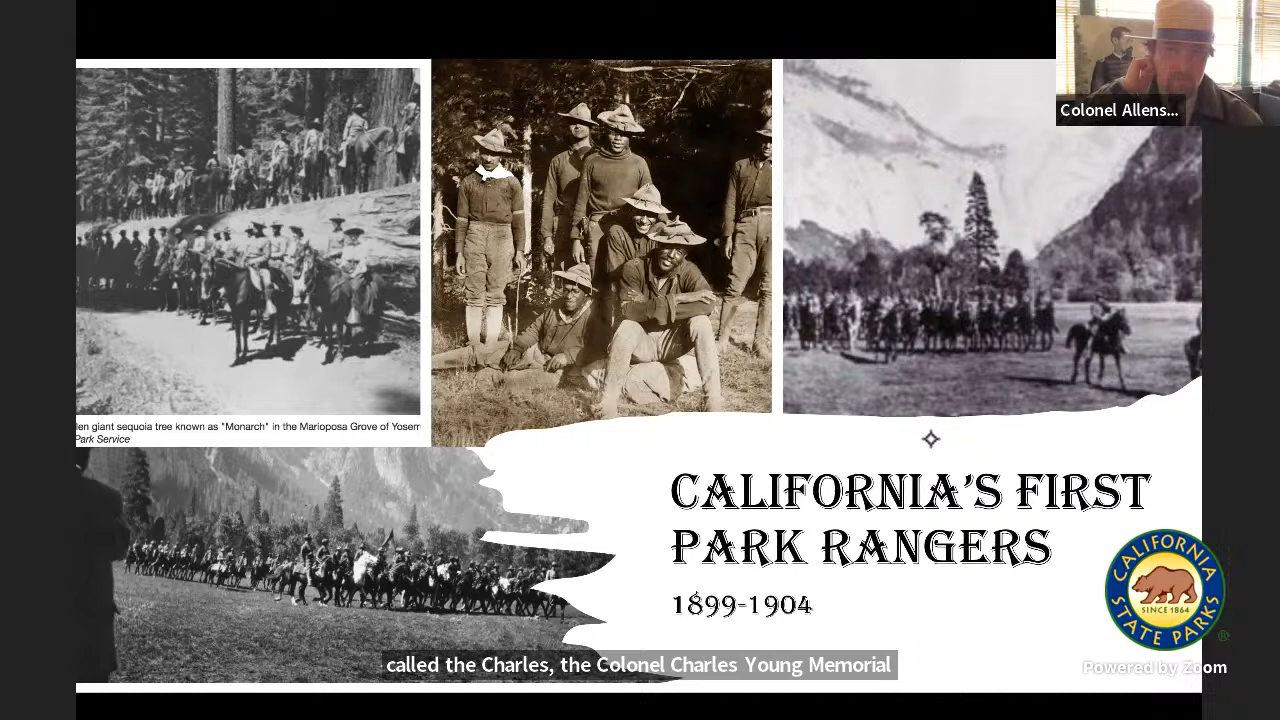 Colonel Allens...
len giant sequoia tree known as "Monarch" in the Mariposa Grove of Yosem
Park Service
CALIFORNIA'S FIRST
PARK RANGERS
1899-1904
CALIFORNIA
SINCE 1864
STATE PARKS
®
called the Charles, the Colonel Charles Young Memorial
Powered by Zoom